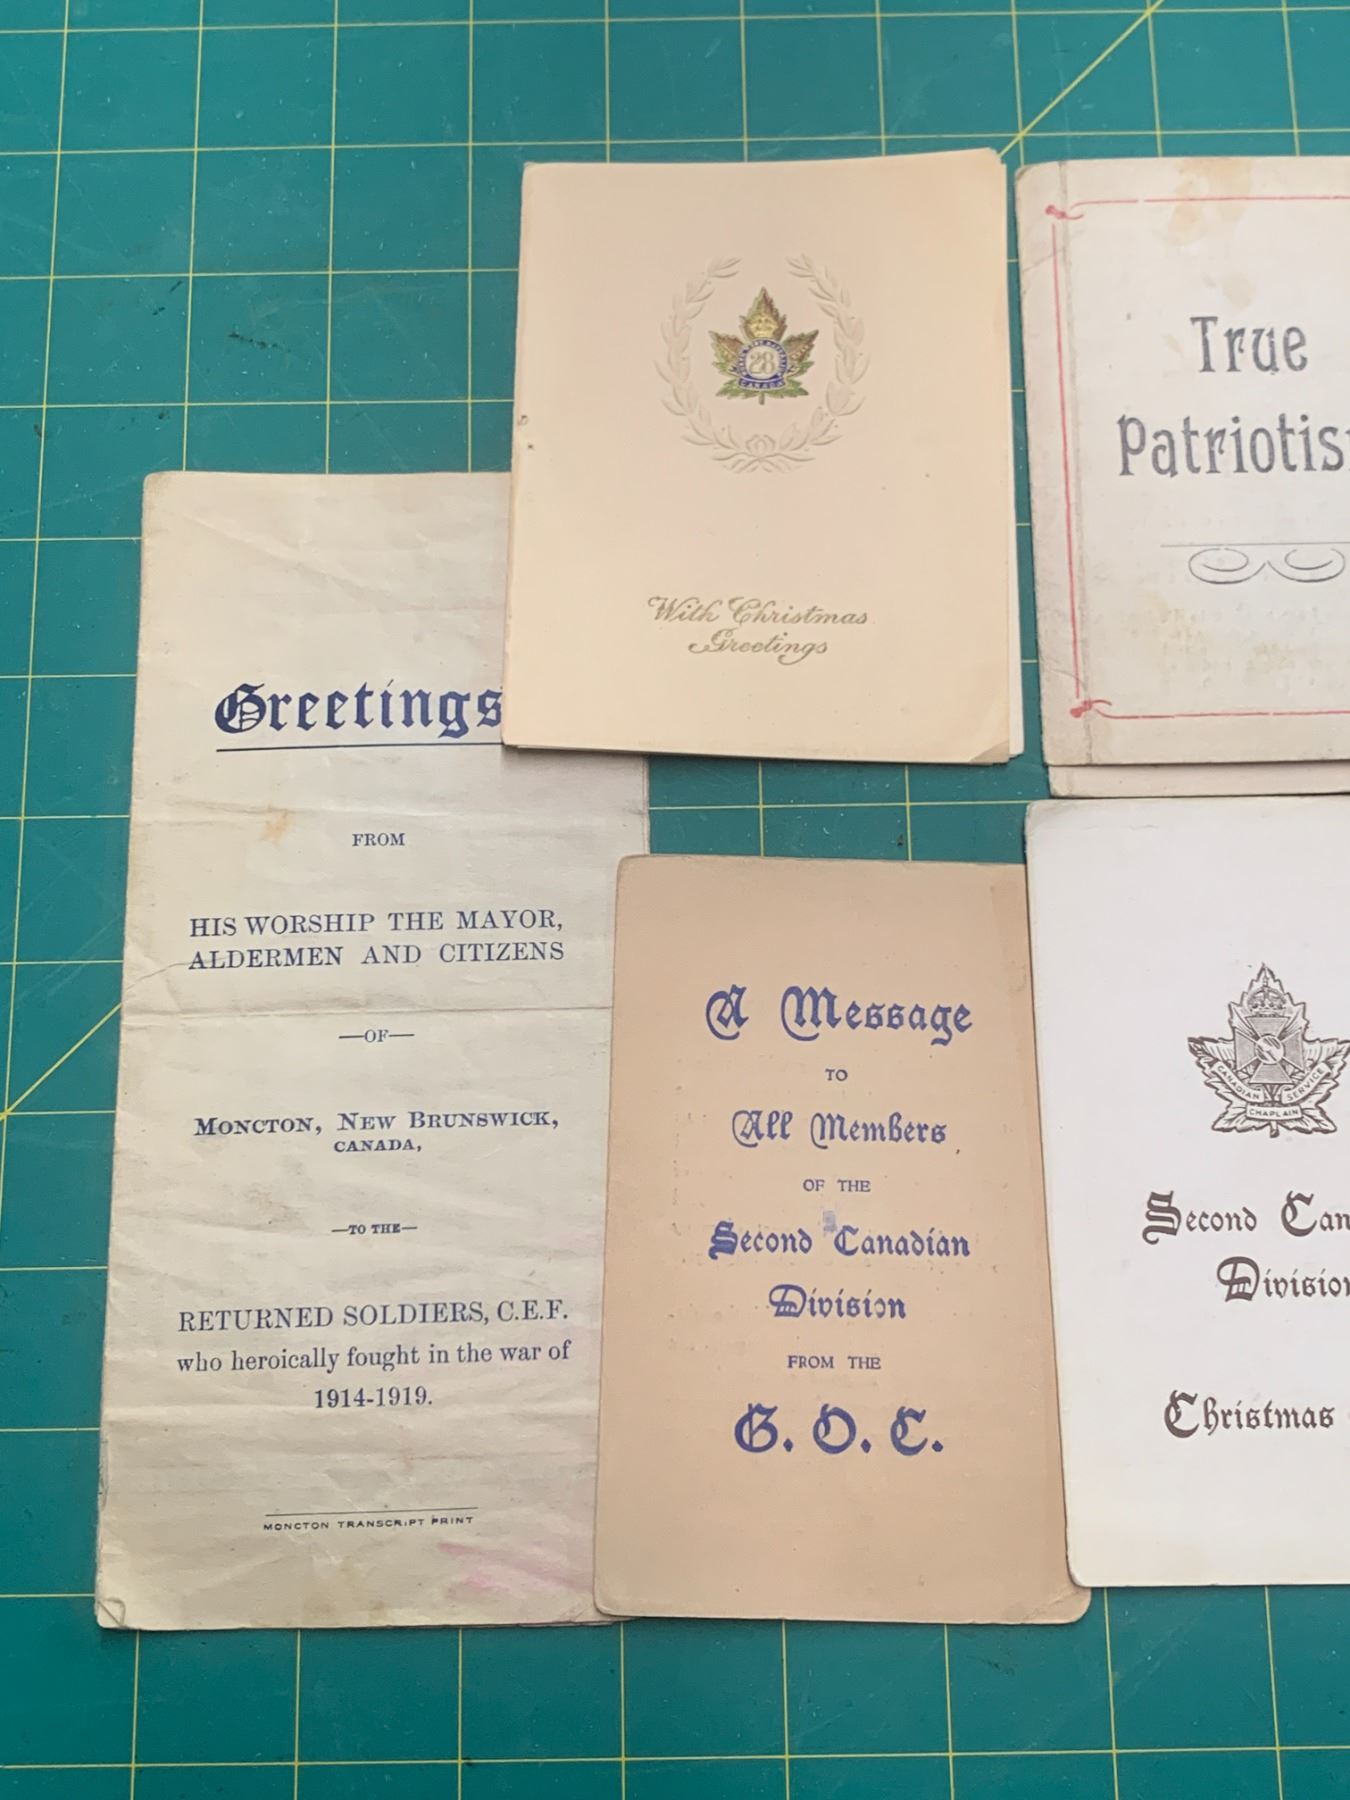 28
CANADA
With Christmas
Greetings
True
Patriotis
Greetings
FROM
HIS WORSHIP THE MAYOR,
ALDERMEN AND CITIZENS
—OF—
MONCTON, NEW BRUNSWICK,
CANADA,
—TO THE—
RETURNED SOLDIERS, C.E.F.
who heroically fought in the war of
1914-1919.
MONCTON TRANSCRIPT PRINT
A Message
TO
All Members
OF THE
Second Canadian
Division
FROM THE
G. O. C.
CANADIAN SERVICE
CHAPLAIN
Second Can
Division
Christmas